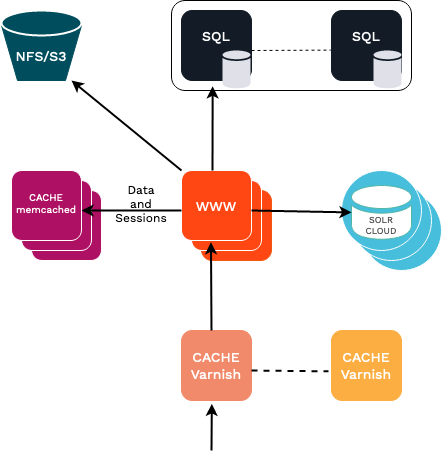 NFS/S3
SQL
SQL
CACHE
memcached
Data
and
Sessions
WWW
SOLR
CLOUD
CACHE
Varnish
CACHE
Varnish